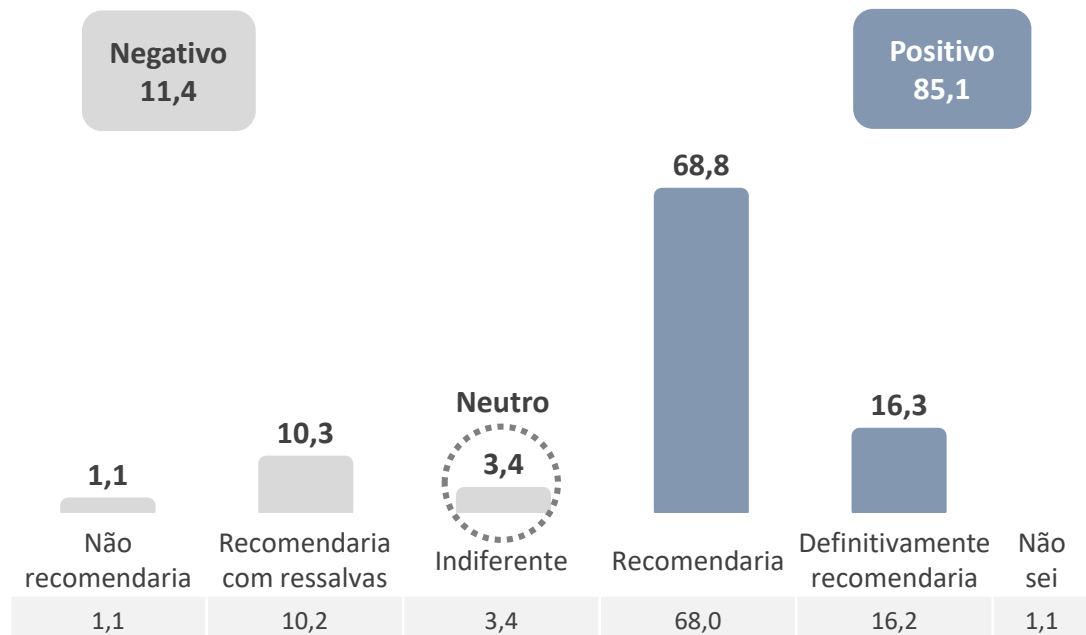 Negativo
11,4
Positivo
85,1
68,8
Neutro
16,3
10,3
3,4
1,1
Não
recomendaria
Recomendaria
com ressalvas
Indiferente
Recomendaria
Definitivamente
recomendaria
Não
sei
1,1
10,2
3,4
68,0
16,2
1,1